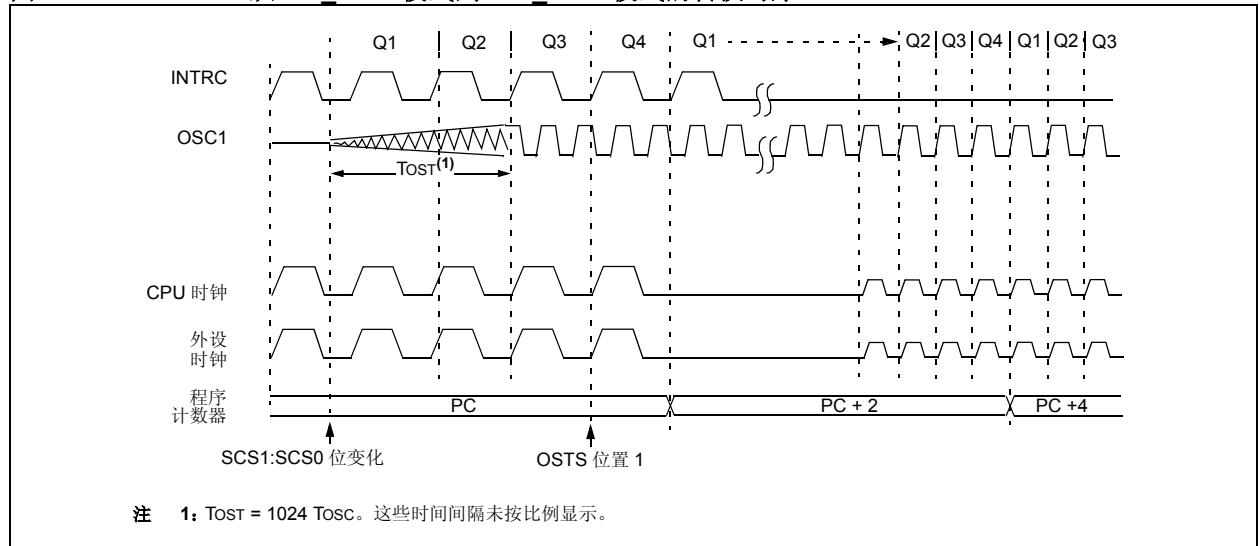 Q1 Q2 Q3 Q4 Q1 Q2 Q3 Q4 Q1 Q2 Q3
INTRC
OSC1
TOST(1)
CPU 时钟
外设
时钟
程序
计数器
PC PC + 2 PC +4
SCS1:SCS0 位变化 OSTS 位置 1
注 1: TOST = 1024 TOSC。这些时间间隔未按比例显示。